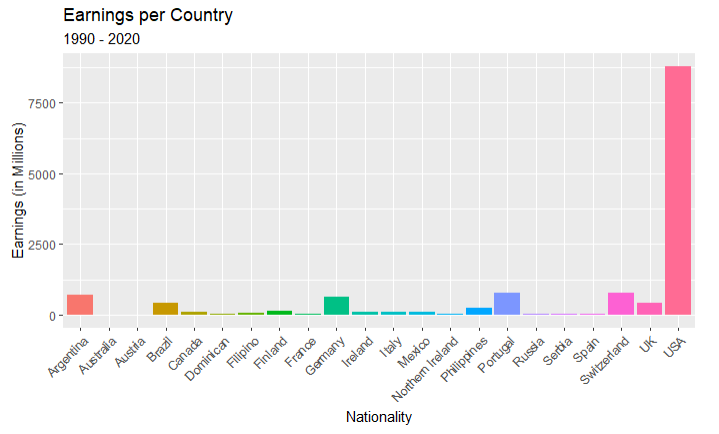 Earnings per Country
1990 - 2020
Earnings (in Millions)
7500
5000
2500
0
Argentina
Australia
Austria
Brazil
Canada
Dominican
Filipino
Finland
France
Germany
Ireland
Italy
Mexico
Northern Ireland
Philippines
Portugal
Russia
Serbia
Spain
Switzerland
UK
USA
Nationality